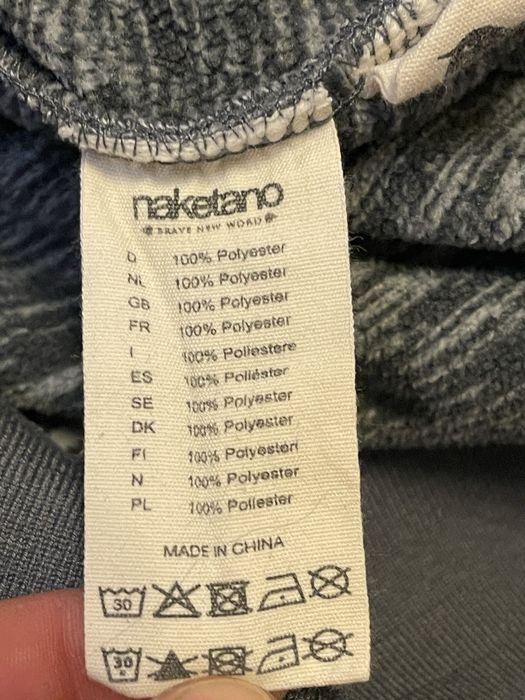 naketano
BRAVE NEW WORLD
D 100% Polyester
NL 100% Polyester
GB 100% Polyester
FR 100% Polyester
I 100% Poliestere
ES 100% Poliéster
SE 100% Polyester
DK 100% Polyester
FI 100% Polyesteri
N 100% Polyester
PL 100% Poliester
MADE IN CHINA
30
30